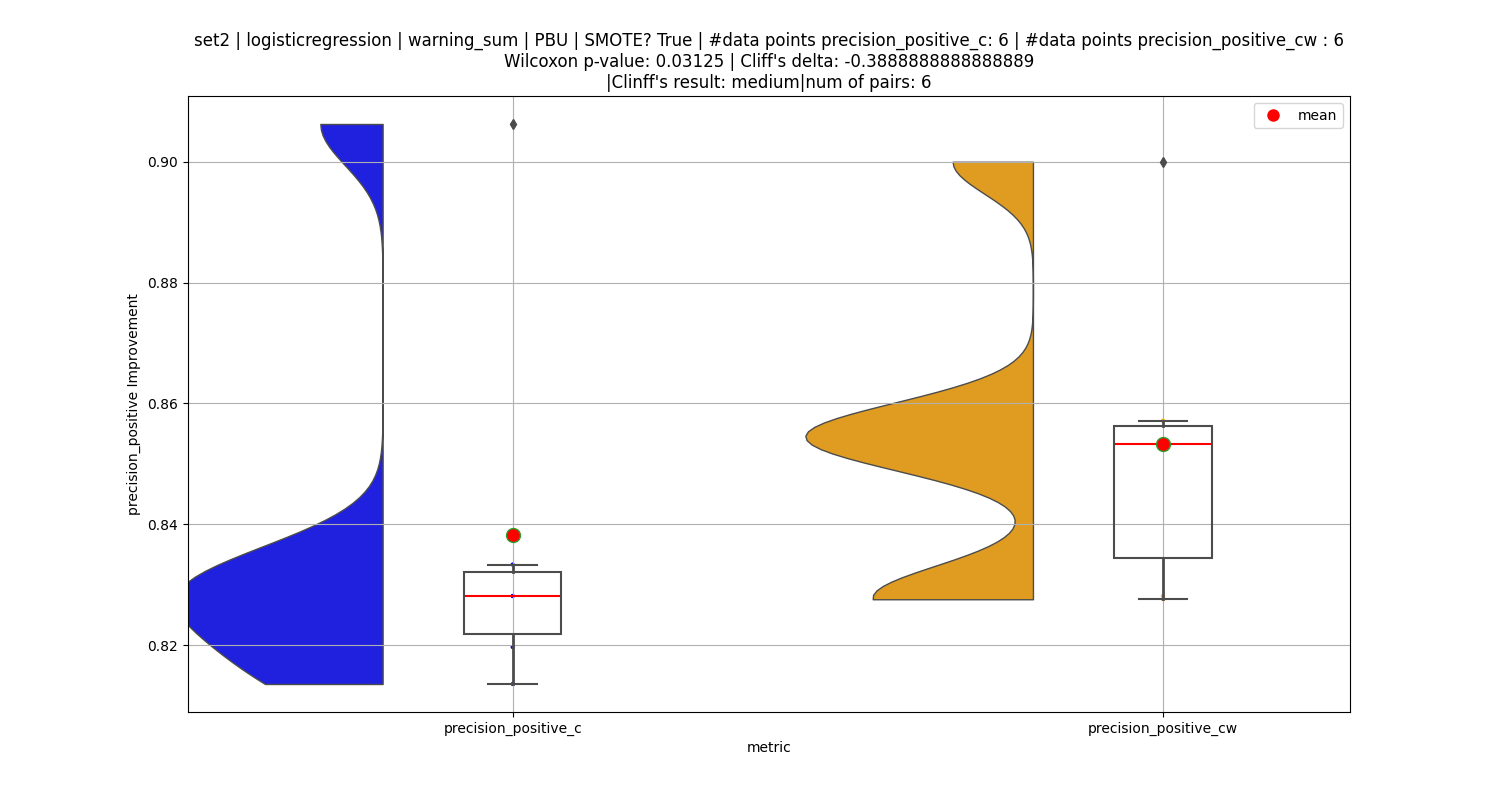 set2 | logisticregression | warning_sum | PBU | SMOTE? True | #data points precision_positive_c: 6 | #data points precision_positive_cw : 6
Wilcoxon p-value: 0.03125 | Cliff's delta: -0.3888888888888889
|Clinff's result: medium|num of pairs: 6
mean
0.90
0.88
0.86
0.84
0.82
precision_positive Improvement
precision_positive_c
precision_positive_cw
metric